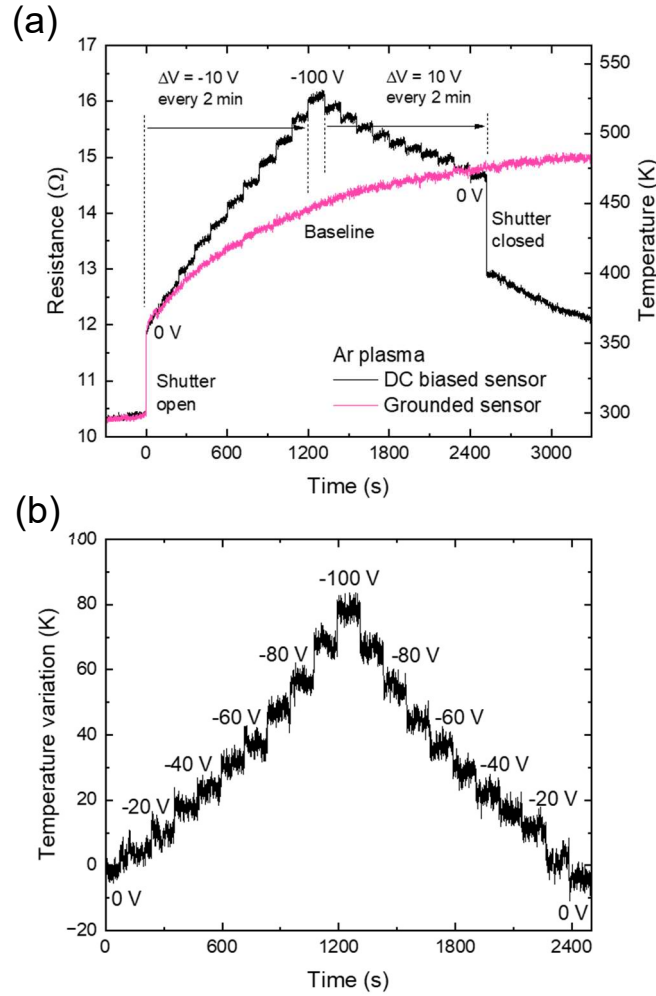 (a)
17
16
15
14
13
12
11
10
Resistance (Ω)
550
500
450
400
350
300
Temperature (K)
ΔV = -10 V
every 2 min
-100 V
ΔV = 10 V
every 2 min
0 V
Baseline
0 V
Shutter
closed
Shutter
open
Ar plasma
DC biased sensor
Grounded sensor
0
600
1200
1800
2400
3000
Time (s)
(b)
100
80
60
40
20
0
−20
Temperature variation (K)
-100 V
-80 V
-80 V
-60 V
-60 V
-40 V
-40 V
-20 V
-20 V
0 V
0 V
0
600
1200
1800
2400
Time (s)